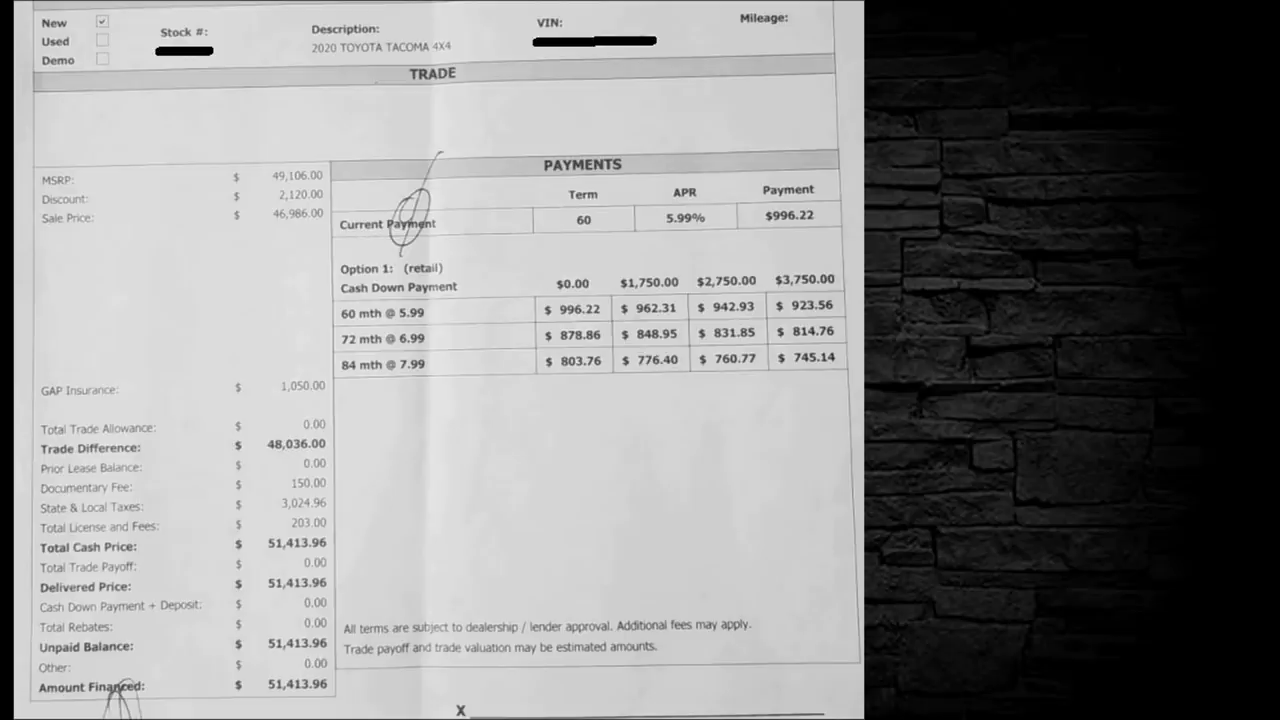 New ✓ Stock #: Description: VIN: Mileage:
Used 2020 TOYOTA TACOMA 4X4
Demo
TRADE
MSRP: $ 49,106.00
Discount: $ 2,120.00
Sale Price: $ 46,986.00
GAP Insurance: $ 1,050.00
Total Trade Allowance: $ 0.00
Trade Difference: $ 48,036.00
Prior Lease Balance: $ 0.00
Documentary Fee: $ 150.00
State & Local Taxes: $ 3,024.96
Total License and Fees: $ 203.00
Total Cash Price: $ 51,413.96
Total Trade Payoff: $ 0.00
Delivered Price: $ 51,413.96
Cash Down Payment + Deposit: $ 0.00
Total Rebates: $ 0.00
Unpaid Balance: $ 51,413.96
Other: $ 0.00
Amount Financed: $ 51,413.96
PAYMENTS
Term APR Payment
Current Payment 60 5.99% $996.22
Option 1: (retail)
Cash Down Payment $0.00 $1,750.00 $2,750.00 $3,750.00
60 mth @ 5.99 $ 996.22 $ 962.31 $ 942.93 $ 923.56
72 mth @ 6.99 $ 878.86 $ 848.95 $ 831.85 $ 814.76
84 mth @ 7.99 $ 803.76 $ 776.40 $ 760.77 $ 745.14
All terms are subject to dealership / lender approval. Additional fees may apply.
Trade payoff and trade valuation may be estimated amounts.
X